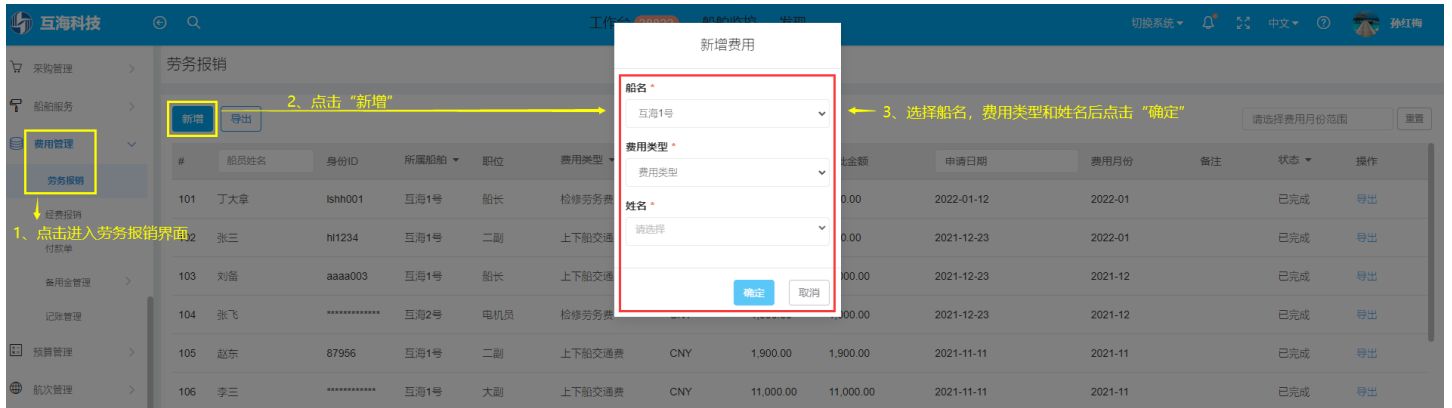 互海科技
工作台
船舶监控 发现
切换系统
中文
孙红梅
采购管理
船舶服务
费用管理
劳务报销
经费报销
付款单
备用金管理
记账管理
预算管理
航次管理
1、点击进入劳务报销界面
劳务报销
新增
导出
2、点击“新增”
请选择费用月份范围
重置
新增费用
船名 *
互海1号
费用类型 *
费用类型
姓名 *
请选择
确定
取消
3、选择船名，费用类型和姓名后点击“确定”
# 船员姓名 身份ID 所属船舶 职位 费用类型 批金额 申请日期 费用月份 备注 状态 操作
101 丁大拿 lshh001 互海1号 船长 检修劳务费 0.00 2022-01-12 2022-01 已完成 导出
102 张三 hl1234 互海1号 二副 上下船交通 0.00 2021-12-23 2022-01 已完成 导出
103 刘备 aaaa003 互海1号 船长 上下船交通 000.00 2021-12-23 2021-12 已完成 导出
104 张飞 ************* 互海2号 电机员 检修劳务费 000.00 2021-12-23 2021-12 已完成 导出
105 赵东 87956 互海1号 二副 上下船交通费 CNY 1,900.00 1,900.00 2021-11-11 2021-11 已完成 导出
106 李三 ************ 互海1号 大副 上下船交通费 CNY 11,000.00 11,000.00 2021-11-11 2021-11 已完成 导出